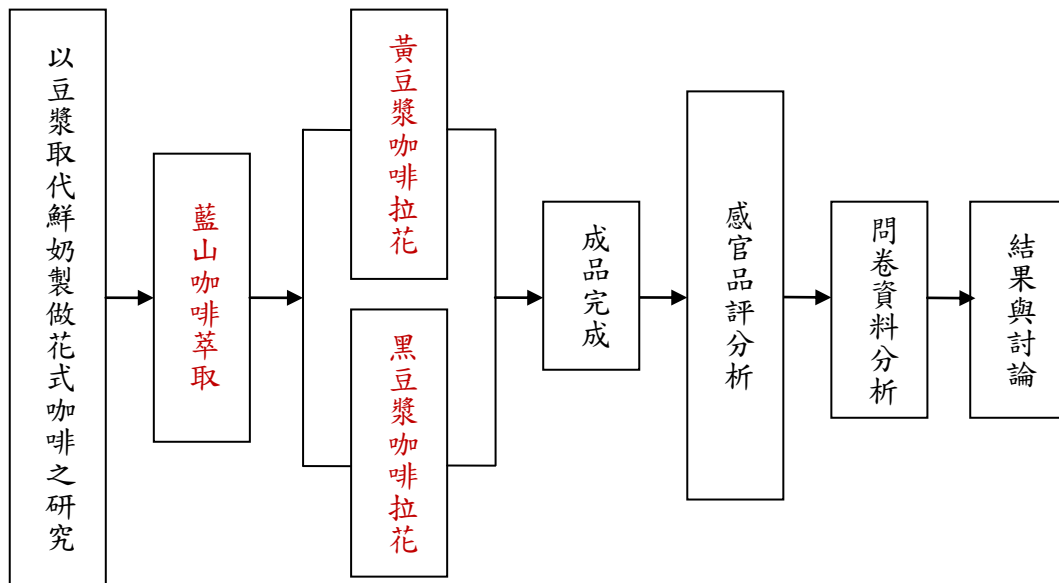 以豆漿取代鮮奶製做花式咖啡之研究
藍山咖啡萃取
黃豆漿咖啡拉花
黑豆漿咖啡拉花
成品完成
感官品評分析
問卷資料分析
結果與討論